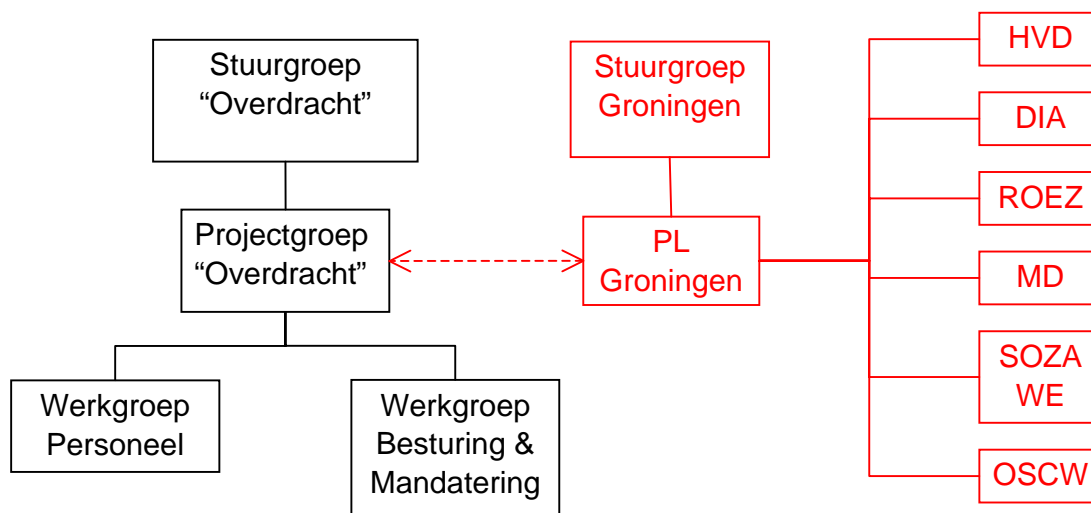 Stuurgroep
“Overdracht”
Stuurgroep
Groningen
HVD
DIA
ROEZ
Projectgroep
“Overdracht”
PL
Groningen
MD
SOZA
WE
Werkgroep
Personeel
Werkgroep
Besturing &
Mandatering
OSCW